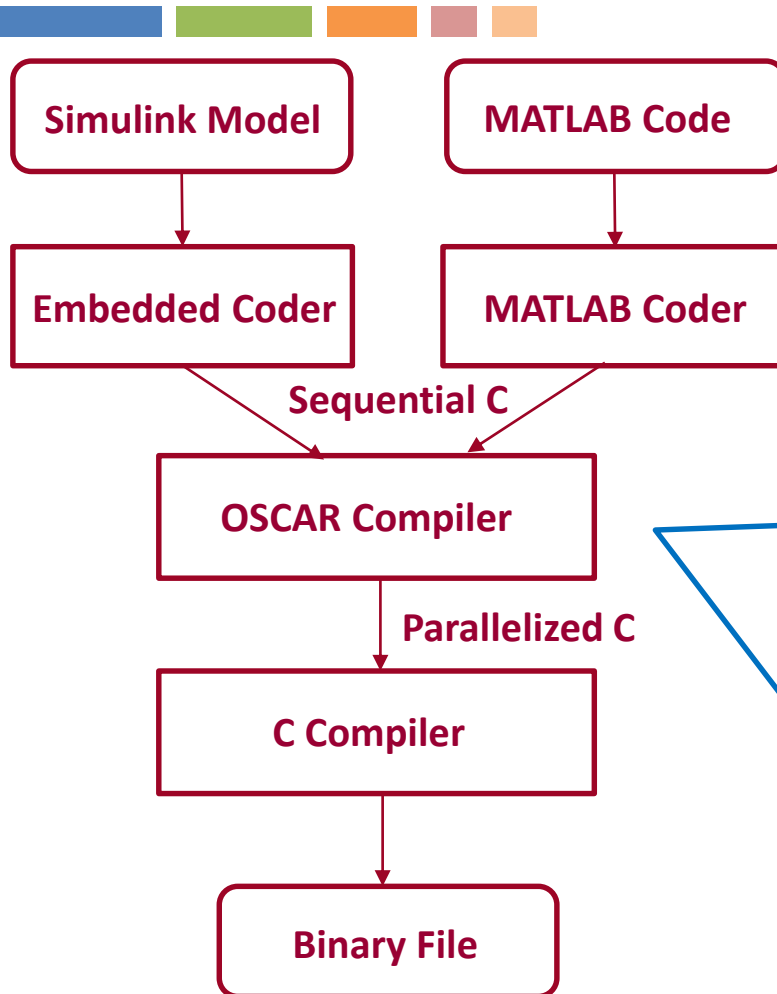 Simulink Model
MATLAB Code
Embedded Coder
MATLAB Coder
Sequential C
OSCAR Compiler
Parallelized C
C Compiler
Binary File